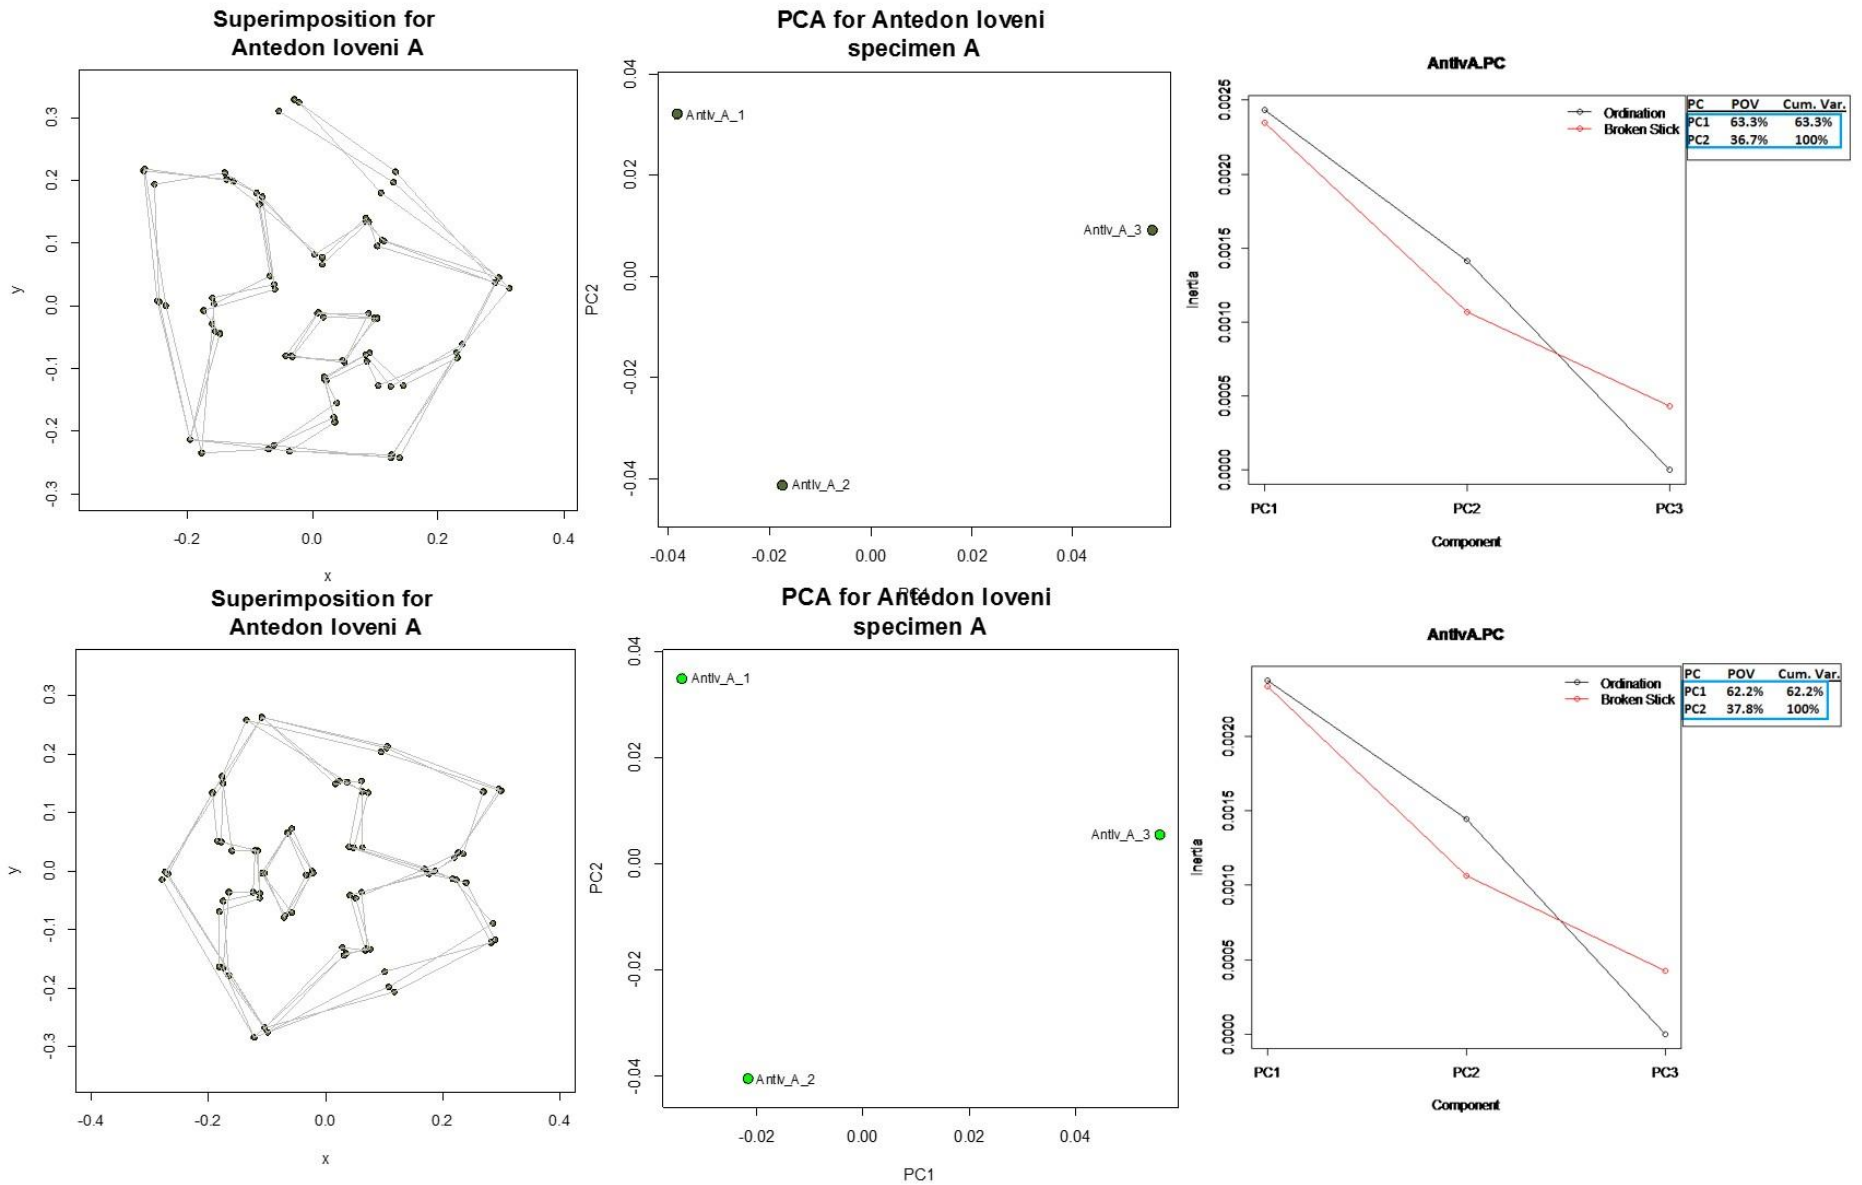 Superimposition for
Antedon loveni A
0.3
0.2
0.1
0.0
-0.1
-0.2
-0.3
y
-0.2
0.0
0.2
0.4
x
PCA for Antedon loveni
specimen A
0.04
0.02
0.00
-0.02
-0.04
PC2
Antlv_A_1
Antlv_A_3
Antlv_A_2
-0.04
-0.02
0.00
0.02
0.04
PC1
AntlvA.PC
0.0025
0.0020
0.0015
0.0010
0.0005
0.0000
Inertia
Ordination
Broken Stick
PC POV Cum. Var.
PC1 63.3% 63.3%
PC2 36.7% 100%
PC1
PC2
PC3
Component
Superimposition for
Antedon loveni A
0.3
0.2
0.1
0.0
-0.1
-0.2
-0.3
y
-0.4
-0.2
0.0
0.2
0.4
x
PCA for Antedon loveni
specimen A
0.04
0.02
0.00
-0.02
-0.04
PC2
Antlv_A_1
Antlv_A_3
Antlv_A_2
-0.02
0.00
0.02
0.04
PC1
AntlvA.PC
0.0020
0.0015
0.0010
0.0005
0.0000
Inertia
Ordination
Broken Stick
PC POV Cum. Var.
PC1 62.2% 62.2%
PC2 37.8% 100%
PC1
PC2
PC3
Component